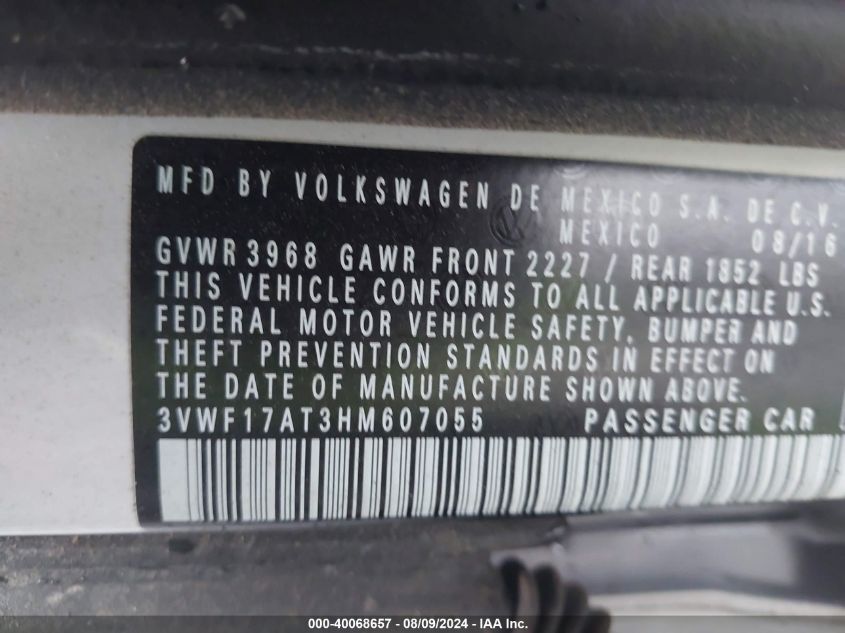 MFD BY VOLKSWAGEN DE MEXICO S.A. DE C.V.
MEXICO 08/16
GVWR 3968 GAWR FRONT 2227 / REAR 1852 LBS
THIS VEHICLE CONFORMS TO ALL APPLICABLE U.S.
FEDERAL MOTOR VEHICLE SAFETY, BUMPER AND
THEFT PREVENTION STANDARDS IN EFFECT ON
THE DATE OF MANUFACTURE SHOWN ABOVE.
3VWF17AT3HM607055 PASSENGER CAR
000-40068657 - 08/09/2024 - IAA Inc.